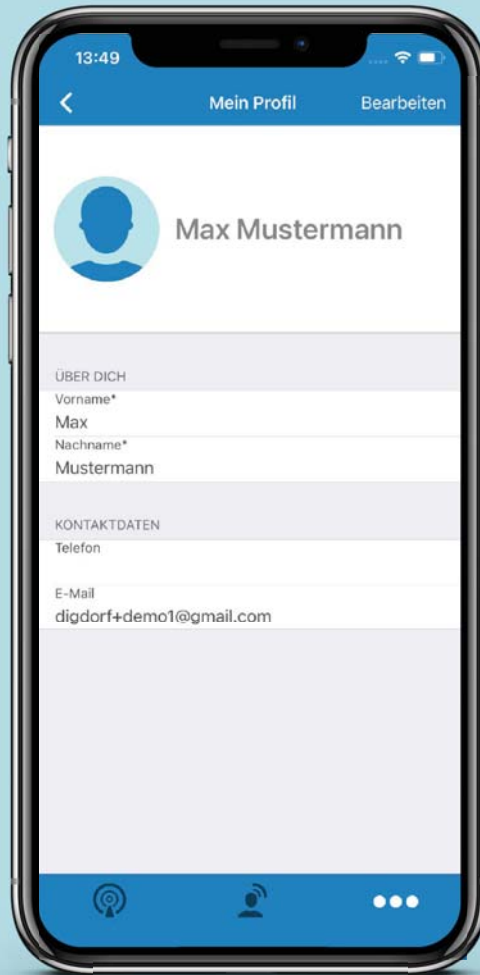 13:49
Mein Profil
Bearbeiten
Max Mustermann
ÜBER DICH
Vorname*
Max
Nachname*
Mustermann
KONTAKTDATEN
Telefon
E-Mail
digdorf+demo1@gmail.com